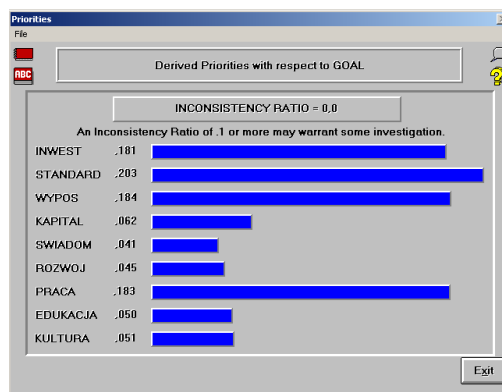 Priorities
File
ABC
Derived Priorities with respect to GOAL
INCONSISTENCY RATIO = 0,0
An Inconsistency Ratio of .1 or more may warrant some investigation.
INWEST ,181
STANDARD ,203
WYPOS ,184
KAPITAL ,062
SWIADOM ,041
ROZWOJ ,045
PRACA ,183
EDUKACJA ,050
KULTURA ,051
Exit